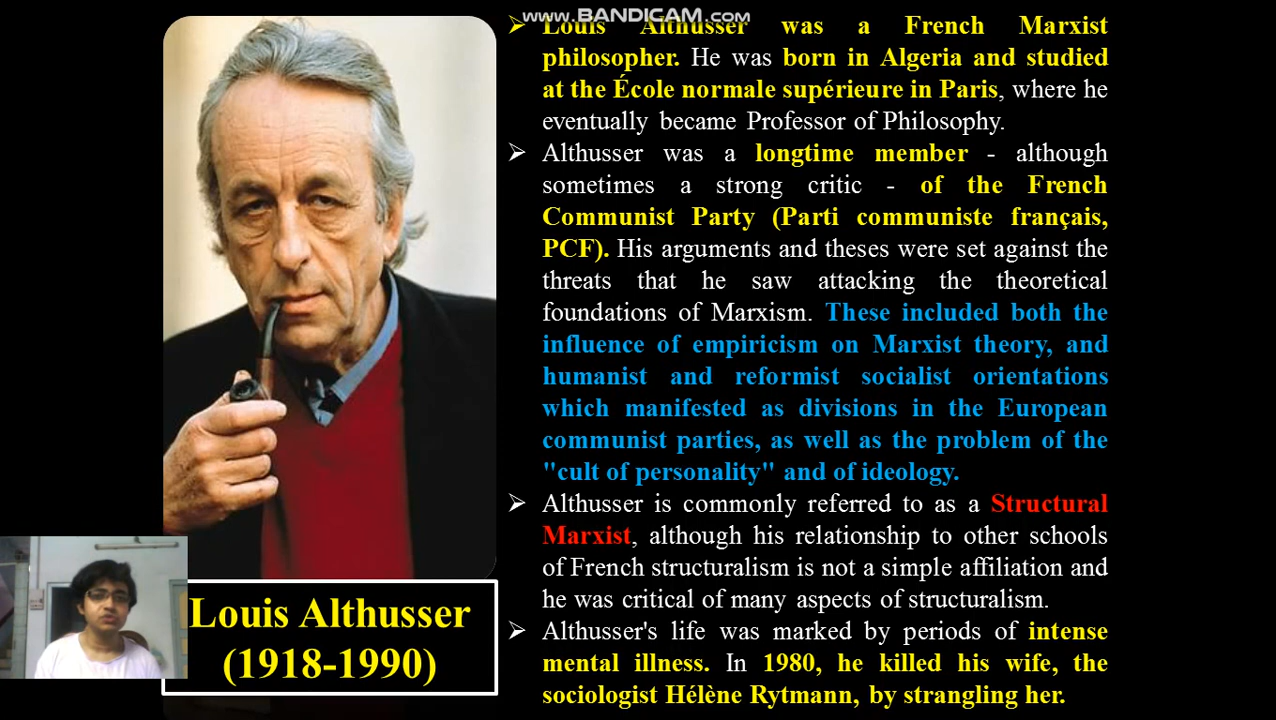 www.BANDICAM.com
➢ Louis Althusser was a French Marxist
philosopher. He was born in Algeria and studied
at the École normale supérieure in Paris, where he
eventually became Professor of Philosophy.
➢ Althusser was a longtime member - although
sometimes a strong critic - of the French
Communist Party (Parti communiste français,
PCF). His arguments and theses were set against the
threats that he saw attacking the theoretical
foundations of Marxism. These included both the
influence of empiricism on Marxist theory, and
humanist and reformist socialist orientations
which manifested as divisions in the European
communist parties, as well as the problem of the
"cult of personality" and of ideology.
➢ Althusser is commonly referred to as a Structural
Marxist, although his relationship to other schools
of French structuralism is not a simple affiliation and
he was critical of many aspects of structuralism.
➢ Althusser's life was marked by periods of intense
mental illness. In 1980, he killed his wife, the
sociologist Hélène Rytmann, by strangling her.
Louis Althusser
(1918-1990)